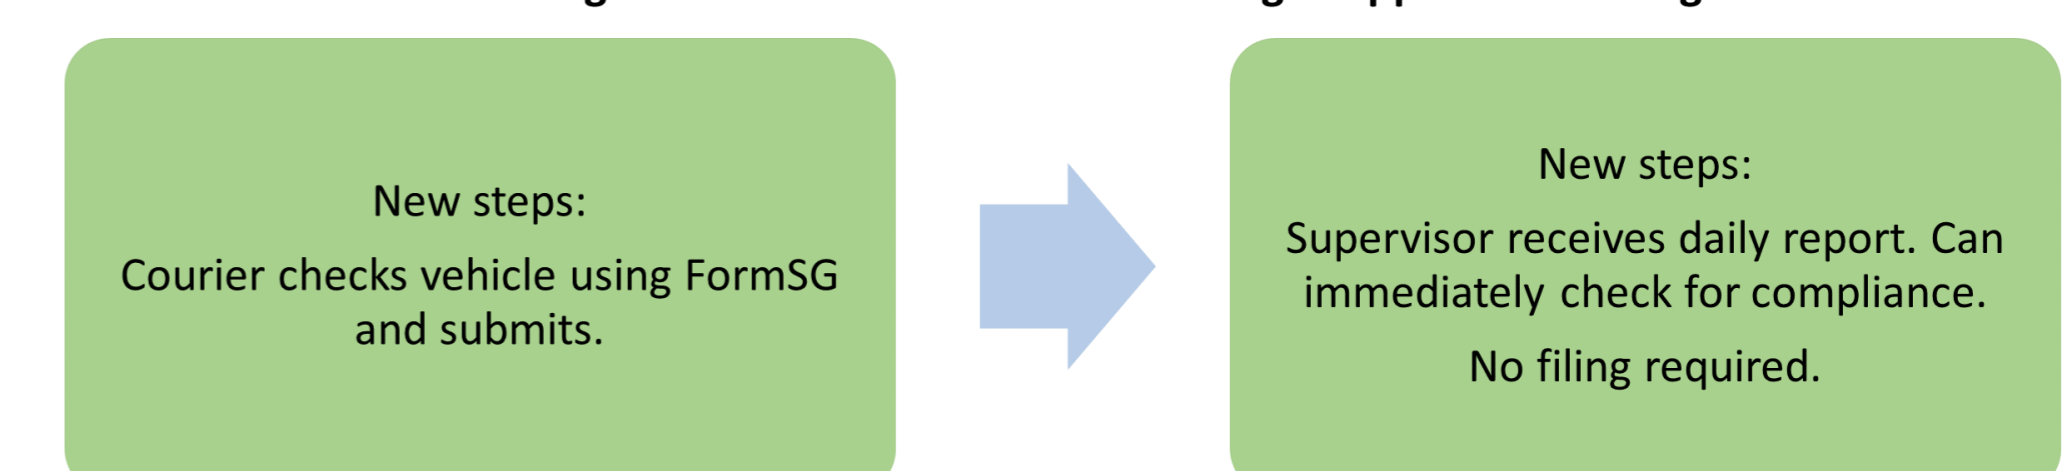 New steps:
Courier checks vehicle using FormSG
and submits.
New steps:
Supervisor receives daily report. Can
immediately check for compliance.
No filing required.